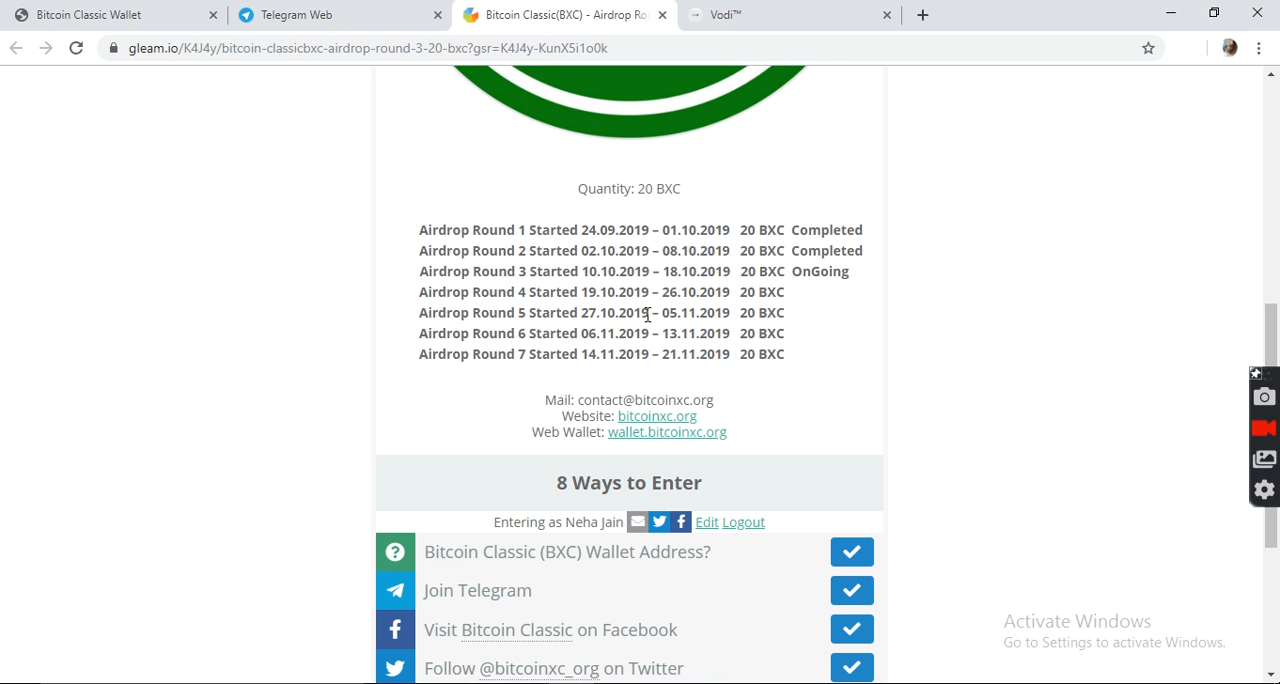 Bitcoin Classic Wallet
Telegram Web
Bitcoin Classic(BXC) - Airdrop Ro
Vodi™
gleam.io/K4J4y/bitcoin-classicbxc-airdrop-round-3-20-bxc?gsr=K4J4y-KunX5i1o0k
Quantity: 20 BXC
Airdrop Round 1 Started 24.09.2019 – 01.10.2019 20 BXC Completed
Airdrop Round 2 Started 02.10.2019 – 08.10.2019 20 BXC Completed
Airdrop Round 3 Started 10.10.2019 – 18.10.2019 20 BXC OnGoing
Airdrop Round 4 Started 19.10.2019 – 26.10.2019 20 BXC
Airdrop Round 5 Started 27.10.2019 – 05.11.2019 20 BXC
Airdrop Round 6 Started 06.11.2019 – 13.11.2019 20 BXC
Airdrop Round 7 Started 14.11.2019 – 21.11.2019 20 BXC
Mail: contact@bitcoinxc.org
Website: bitcoinxc.org
Web Wallet: wallet.bitcoinxc.org
8 Ways to Enter
Entering as Neha Jain Edit Logout
Bitcoin Classic (BXC) Wallet Address?
Join Telegram
Visit Bitcoin Classic on Facebook
Follow @bitcoinxc_org on Twitter
Activate Windows
Go to Settings to activate Windows.